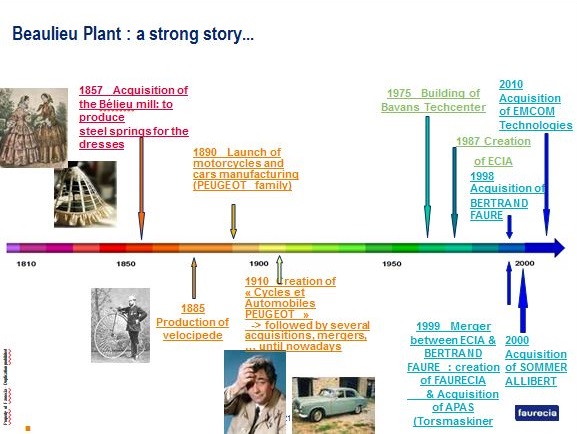 Beaulieu Plant : a strong story...
1857 Acquisition of
the Bélieu mill: to
produce
steel springs for the
dresses
1890 Launch of
motorcycles and
cars manufacturing
(PEUGEOT family)
1975 Building of
Bavans Techcenter
1987 Creation
of ECIA
2010
Acquisition
of EMCOM
Technologies
1998
Acquisition of
BERTRAND
FAURE
1810
1850
1900
1950
2000
1885
Production of
velocipede
1910 Creation of
« Cycles et
Automobiles
PEUGEOT »
-> followed by several
acquisitions, mergers,
… until nowadays
1999 Merger
between ECIA &
BERTRAND
FAURE : creation
of FAURECIA
& Acquisition
of APAS
(Torsmaskiner
2000
Acquisition
of SOMMER
ALLIBERT
faurecia
Property of Faurecia - Duplication prohibited